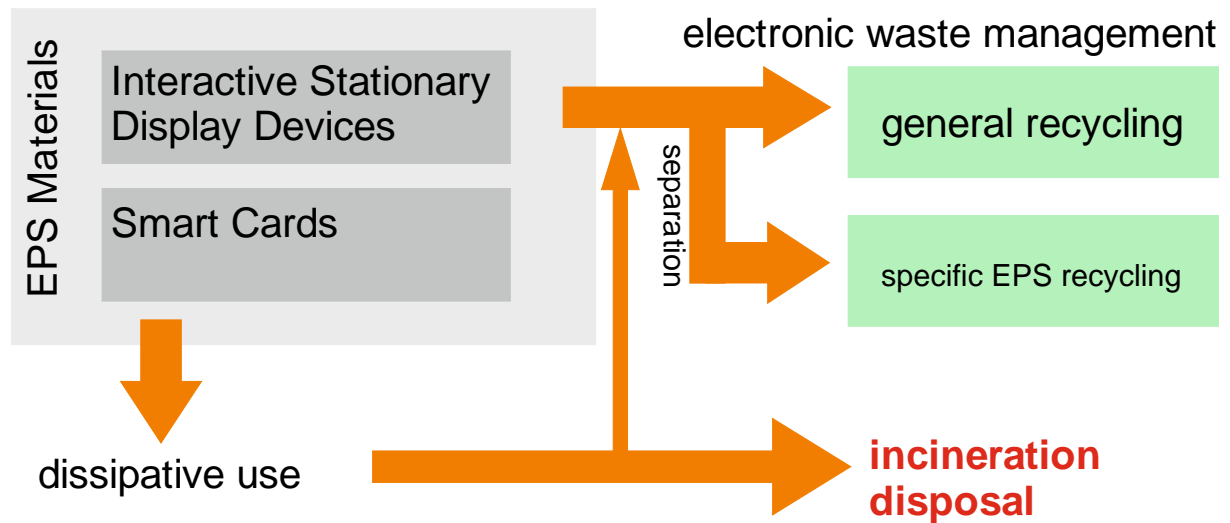 EPS Materials
Interactive Stationary
Display Devices
Smart Cards
electronic waste management
general recycling
separation
specific EPS recycling
dissipative use
incineration
disposal